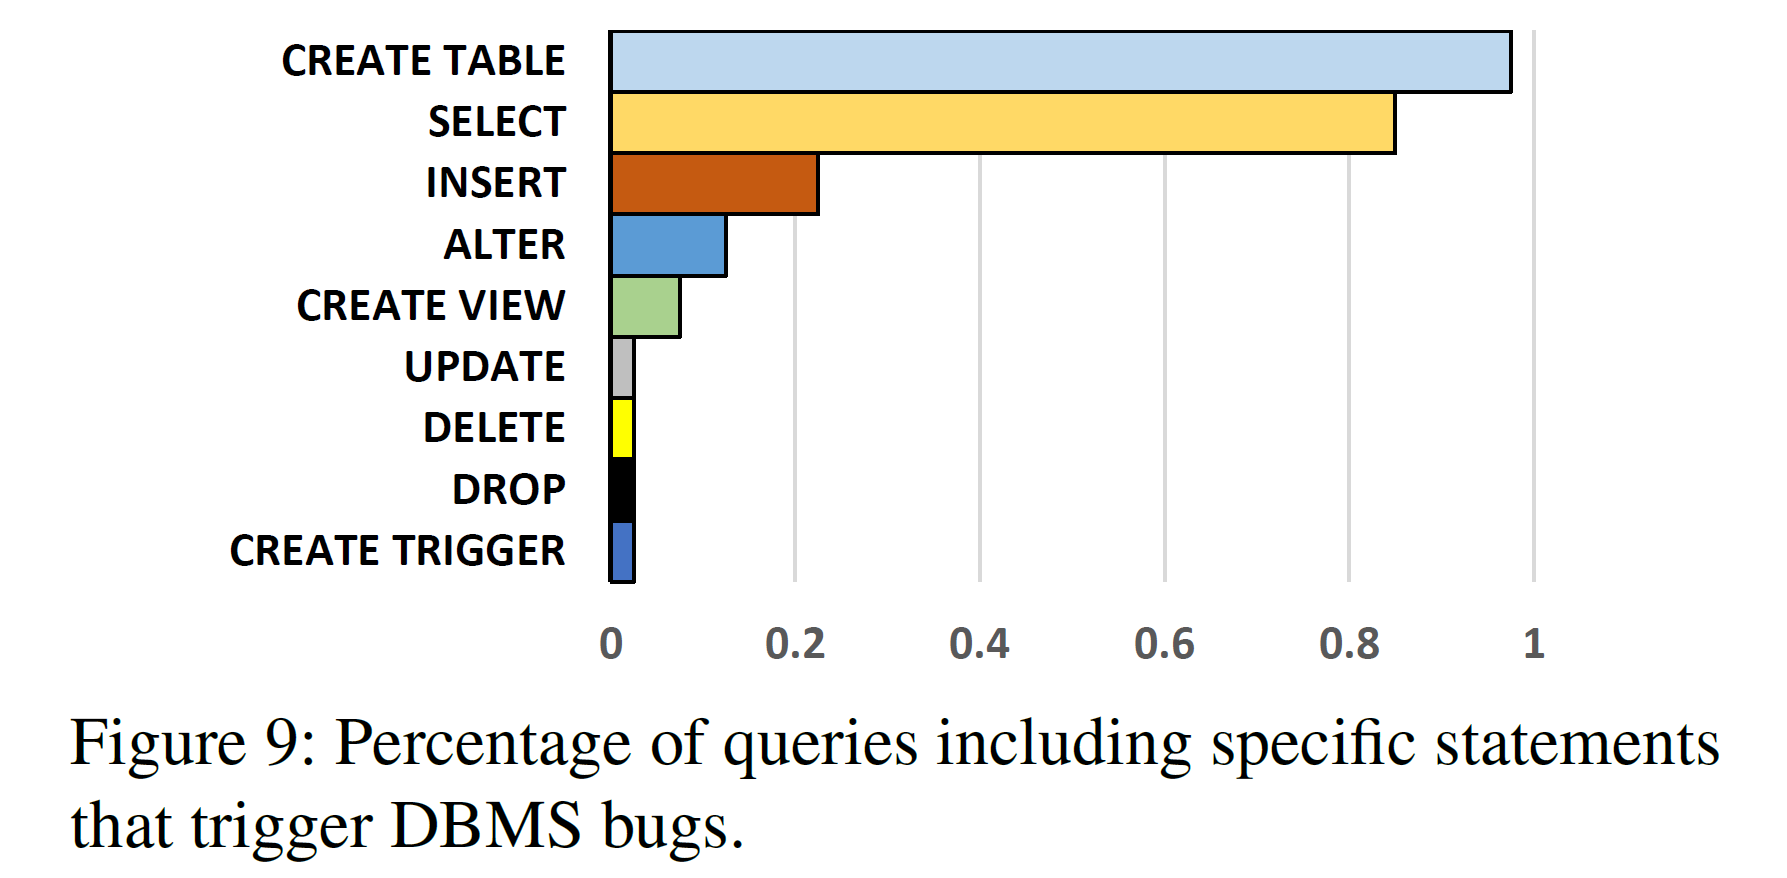 CREATE TABLE
SELECT
INSERT
ALTER
CREATE VIEW
UPDATE
DELETE
DROP
CREATE TRIGGER
0 0.2 0.4 0.6 0.8 1
Figure 9: Percentage of queries including specific statements
that trigger DBMS bugs.